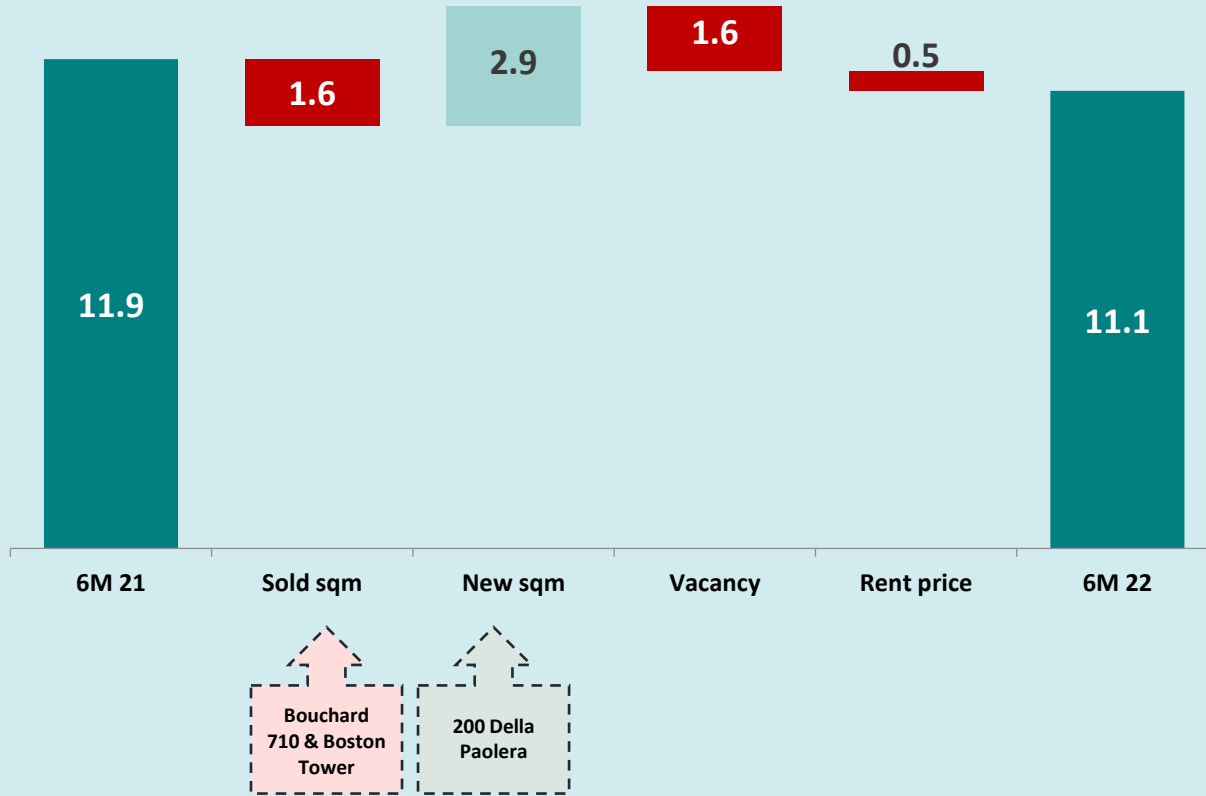 1.6
2.9
0.5
1.6
11.9
11.1
6M 21
Sold sqm
New sqm
Vacancy
Rent price
6M 22
Bouchard
710 & Boston
Tower
200 Della
Paolera